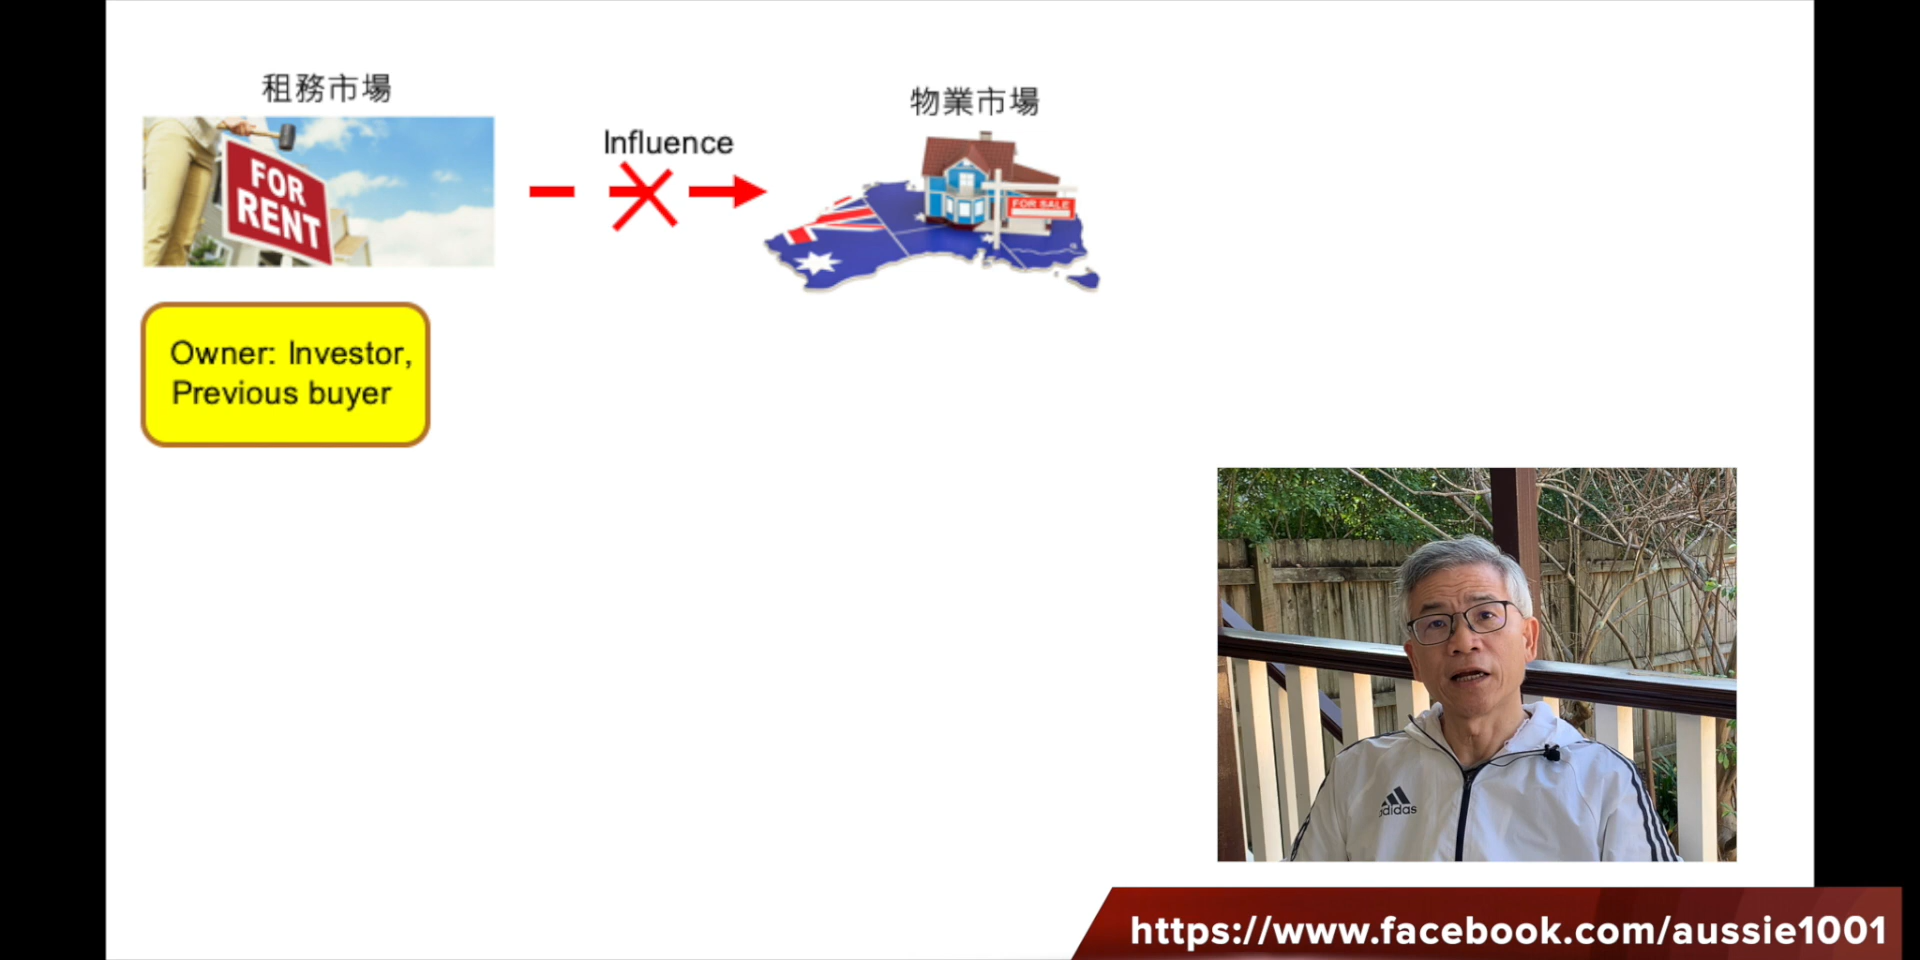 租務市場
物業市場
Influence
FOR
RENT
FOR SALE
Owner: Investor,
Previous buyer
adidas
https://www.facebook.com/aussie1001